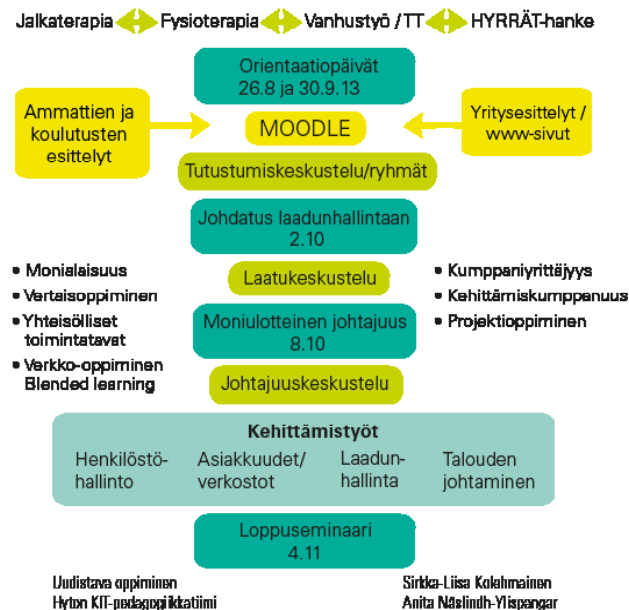 Jalkaterapia Fysioterapia Vanhustyö / TT HYRRÄT-hanke
Orientaatiopäivät
26.8 ja 30.9.13
Ammattien ja
koulutusten
esittelyt
MOODLE
Yritysesittelyt /
www-sivut
Tutustumiskeskustelu/ryhmät
Johdatus laadunhallintaan
2.10
• Monialaisuus
• Vertaisoppiminen
• Yhteisölliset
toimintatavat
• Verkko-oppiminen
Blended learning
Laatukeskustelu
• Kumppaniyrittäjyys
• Kehittämiskumppanuus
• Projektioppiminen
Moniulotteinen johtajuus
8.10
Johtajuuskeskustelu
Kehittämistyöt
Henkilöstö-
hallinto
Asiakkuudet/
verkostot
Laadun-
hallinta
Talouden
johtaminen
Loppuseminaari
4.11
Uudistava oppiminen
Hyton KIT-pedagogiikkatiimi
Sirkka-Liisa Kolehmainen
Anita Näslindh-Ylispangar